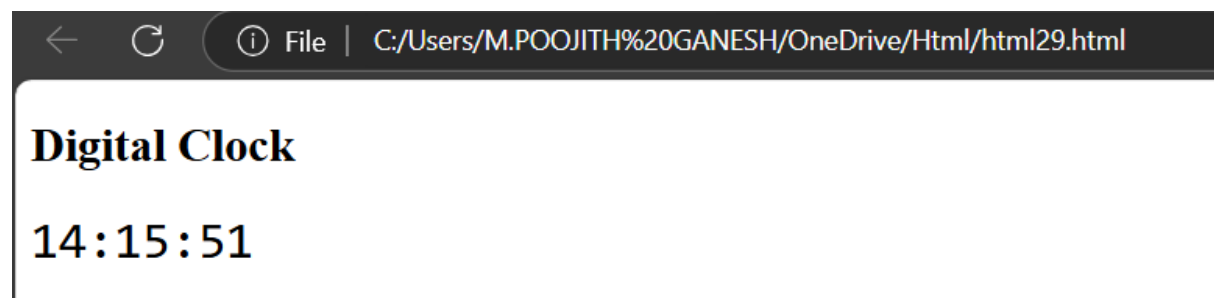 File | C:/Users/M.POOJITH%20GANESH/OneDrive/Html/html29.html
Digital Clock
14:15:51